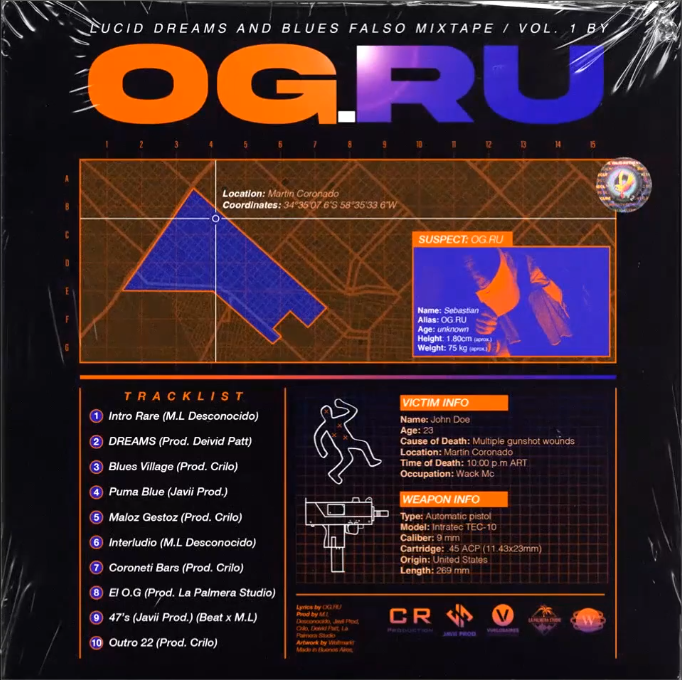 LUCID DREAMS AND BLUES FALSO MIXTAPE / VOL. 1 BY
OG.RU
1 2 3 4 5 6 7 8 9 10 11 12 13 14 15
A
B
C
D
E
F
G
Location: Martin Coronado
Coordinates: 34°35'07.6"S 58°35'33.6"W
SUSPECT: OG.RU
Name: Sebastian
Alias: OG RU
Age: unknown
Height: 1.80cm (aprox.)
Weight: 75 kg (aprox.)
TRACKLIST
1 Intro Rare (M.L Desconocido)
2 DREAMS (Prod. Deivid Patt)
3 Blues Village (Prod. Crilo)
4 Puma Blue (Javii Prod.)
5 Maloz Gestoz (Prod. Crilo)
6 Interludio (M.L Desconocido)
7 Coroneti Bars (Prod. Crilo)
8 El O.G (Prod. La Palmera Studio)
9 47's (Javii Prod.) (Beat x M.L)
10 Outro 22 (Prod. Crilo)
VICTIM INFO
Name: John Doe
Age: 23
Cause of Death: Multiple gunshot wounds
Location: Martin Coronado
Time of Death: 10:00 p.m ART
Occupation: Wack Mc
WEAPON INFO
Type: Automatic pistol
Model: Intratec TEC-10
Caliber: 9 mm
Cartridge: .45 ACP (11.43x23mm)
Origin: United States
Length: 269 mm
Lyrics by OG.RU
Prod by M.L
Desconocido, Javii Prod,
Crilo, Deivid Patt, La
Palmera Studio
Artwork by
Made in Buenos Aires,
CR
JAVII PROD.
V
W